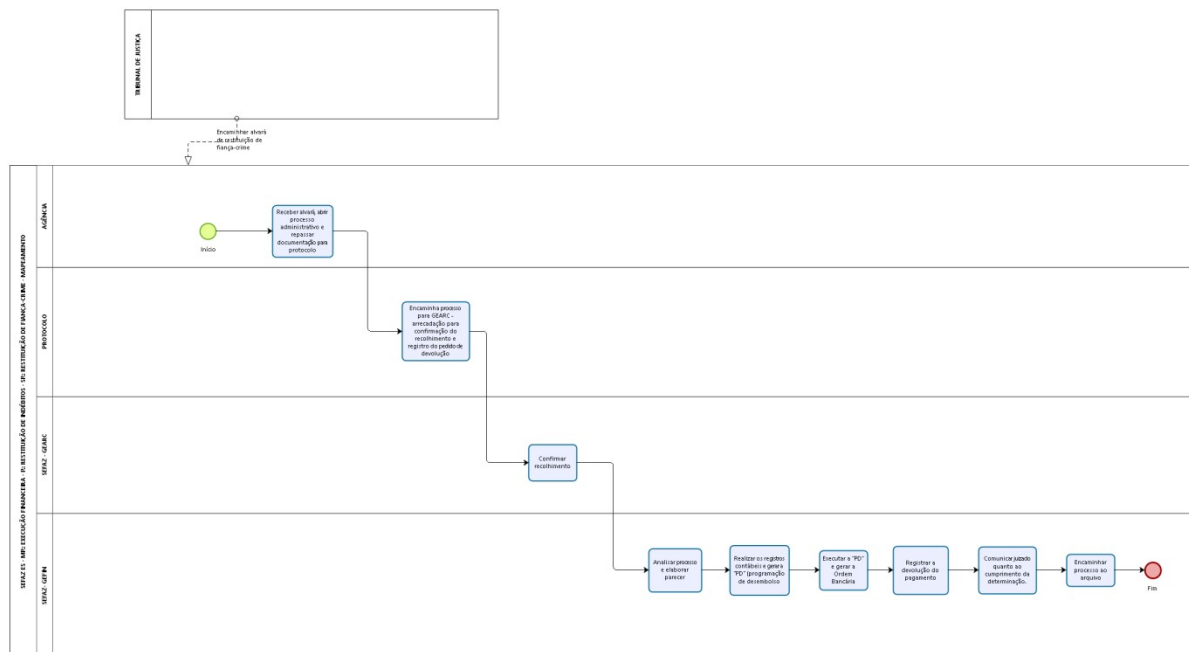 TRIBUNAL DE JUSTIÇA
Encaminhar alvará
de restituição de
fiança-crime
SEFAZ ES - MP: EXECUÇÃO FINANCEIRA - P: RESTITUIÇÃO DE INDÉBITOS - SP: RESTITUIÇÃO DE FIANCA-CRIME - MAPEAMENTO
AGÊNCIA
Início
Receber alvará, abrir
processo
administrativo e
repassar
documentação para
protocolo
PROTOCOLO
Encaminha processo
para GEARC -
arrecadação para
confirmação do
recolhimento e
registro do pedido de
devolução
SEFAZ - GEARC
Confirmar
recolhimento
SEFAZ - GEFIN
Analisar processo
e elaborar
parecer
Realizar os registros
contábeis e gerar a
"PD" (programação
de desembolso
Executar a "PD"
e gerar a
Ordem
Bancária
Registrar a
devolução do
pagamento
Comunicar juizado
quanto ao
cumprimento da
determinação.
Encaminhar
processo ao
arquivo
Fim